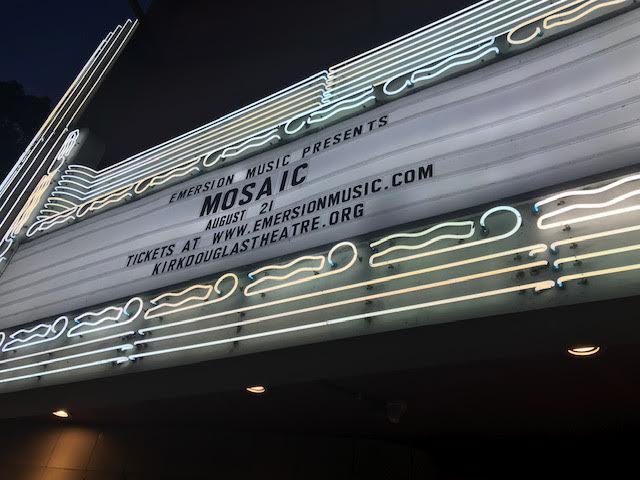 EMERSION MUSIC PRESENTS
MOSAIC
AUGUST 21
TICKETS AT WWW.EMERSIONMUSIC.COM
KIRKDOUGLASTHEATRE.ORG